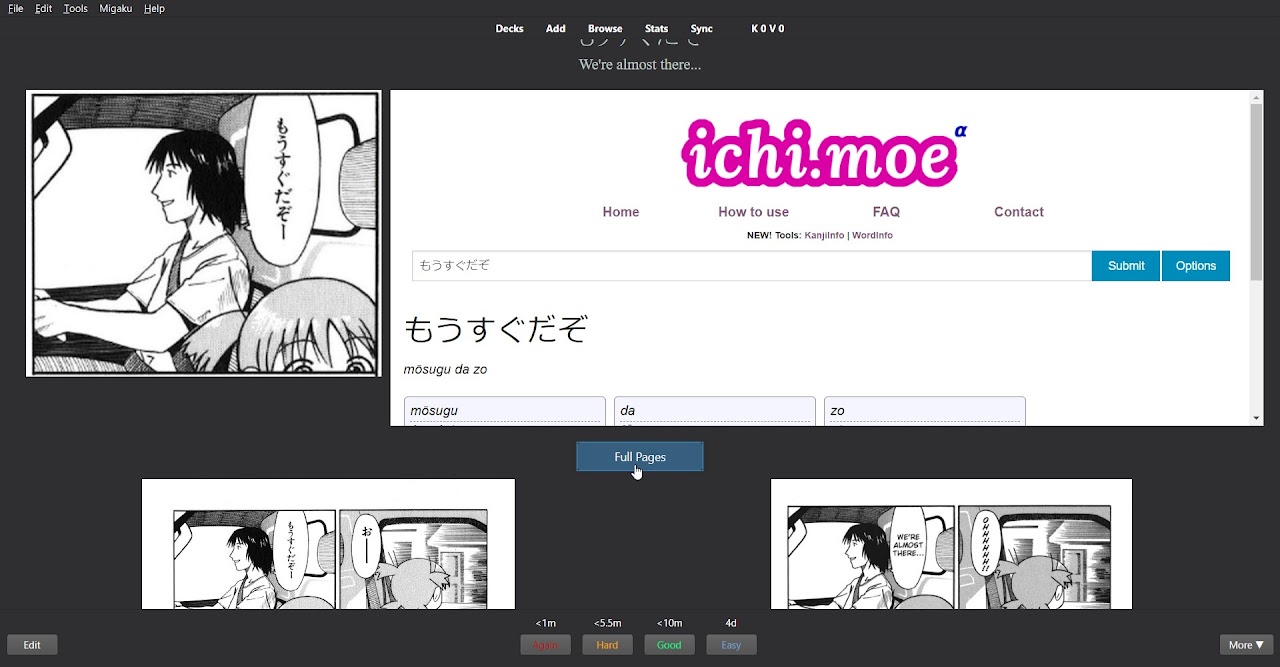 File Edit Tools Migaku Help
Decks Add Browse Stats Sync K 0 V 0
We're almost there...
もうすぐだぞー
ichi.moe α
Home How to use FAQ Contact
NEW! Tools: KanjiInfo | WordInfo
もうすぐだぞ Submit Options
もうすぐだぞ
mōsugu da zo
mōsugu da zo
Full Pages
もうすぐだぞー
おーー
WE'RE
ALMOST
THERE...
OHHHHHH!!
<1m <5.5m <10m 4d
Edit Again Hard Good Easy More ▼